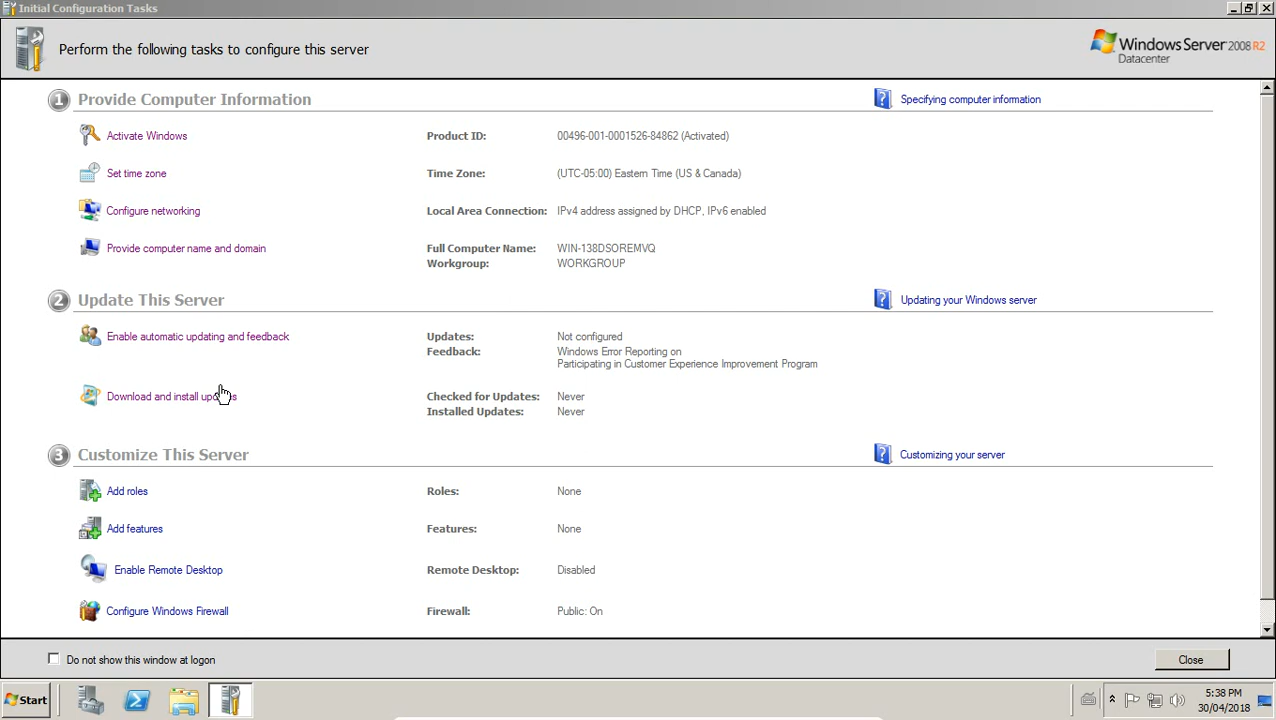 Initial Configuration Tasks
Perform the following tasks to configure this server
Windows Server 2008 R2
Datacenter
1 Provide Computer Information
Specifying computer information
Activate Windows
Product ID: 00496-001-0001526-84862 (Activated)
Set time zone
Time Zone: (UTC-05:00) Eastern Time (US & Canada)
Configure networking
Local Area Connection: IPv4 address assigned by DHCP, IPv6 enabled
Provide computer name and domain
Full Computer Name: WIN-138DSOREMVQ
Workgroup: WORKGROUP
2 Update This Server
Updating your Windows server
Enable automatic updating and feedback
Updates: Not configured
Feedback: Windows Error Reporting on
Participating in Customer Experience Improvement Program
Download and install updates
Checked for Updates: Never
Installed Updates: Never
3 Customize This Server
Customizing your server
Add roles
Roles: None
Add features
Features: None
Enable Remote Desktop
Remote Desktop: Disabled
Configure Windows Firewall
Firewall: Public: On
Do not show this window at logon
Close
Start
5:38 PM
30/04/2018